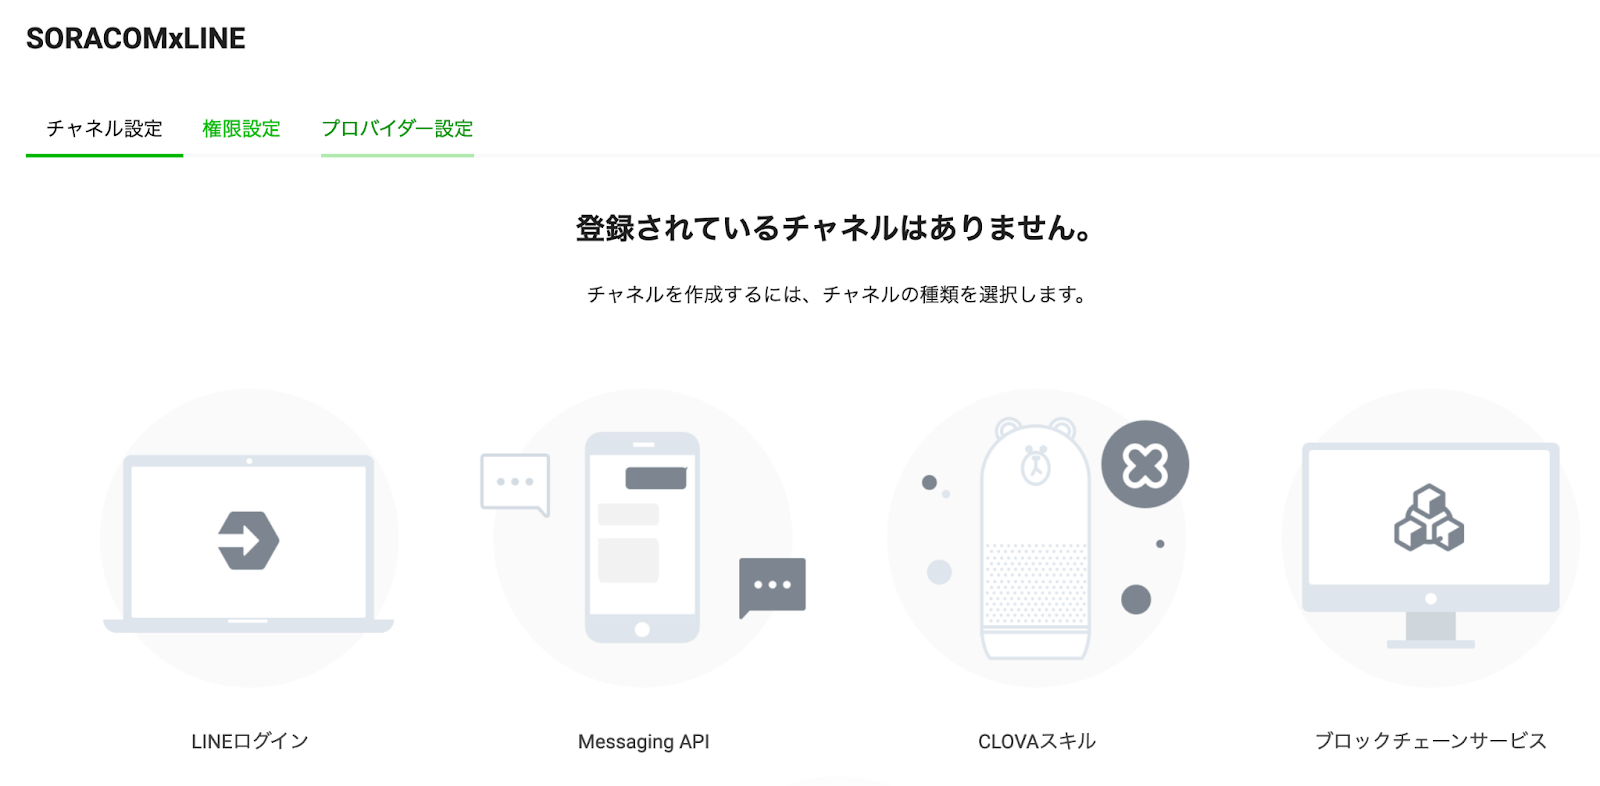 SORACOMxLINE
チャネル設定 権限設定 プロバイダー設定
登録されているチャネルはありません。
チャネルを作成するには、チャネルの種類を選択します。
LINEログイン Messaging API CLOVAスキル ブロックチェーンサービス